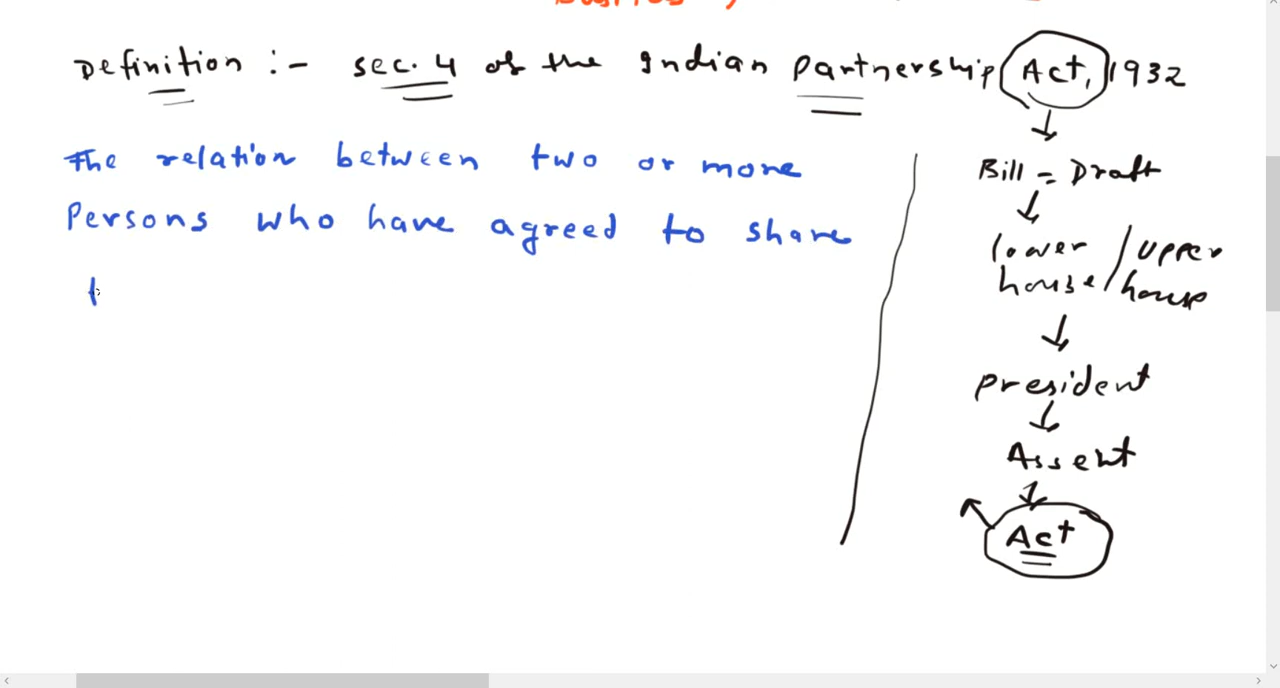 Definition :- sec. 4 of the Indian Partnership Act, 1932
The relation between two or more
Persons who have agreed to share
Bill = Draft
lower house / upper house
President
Assent
Act